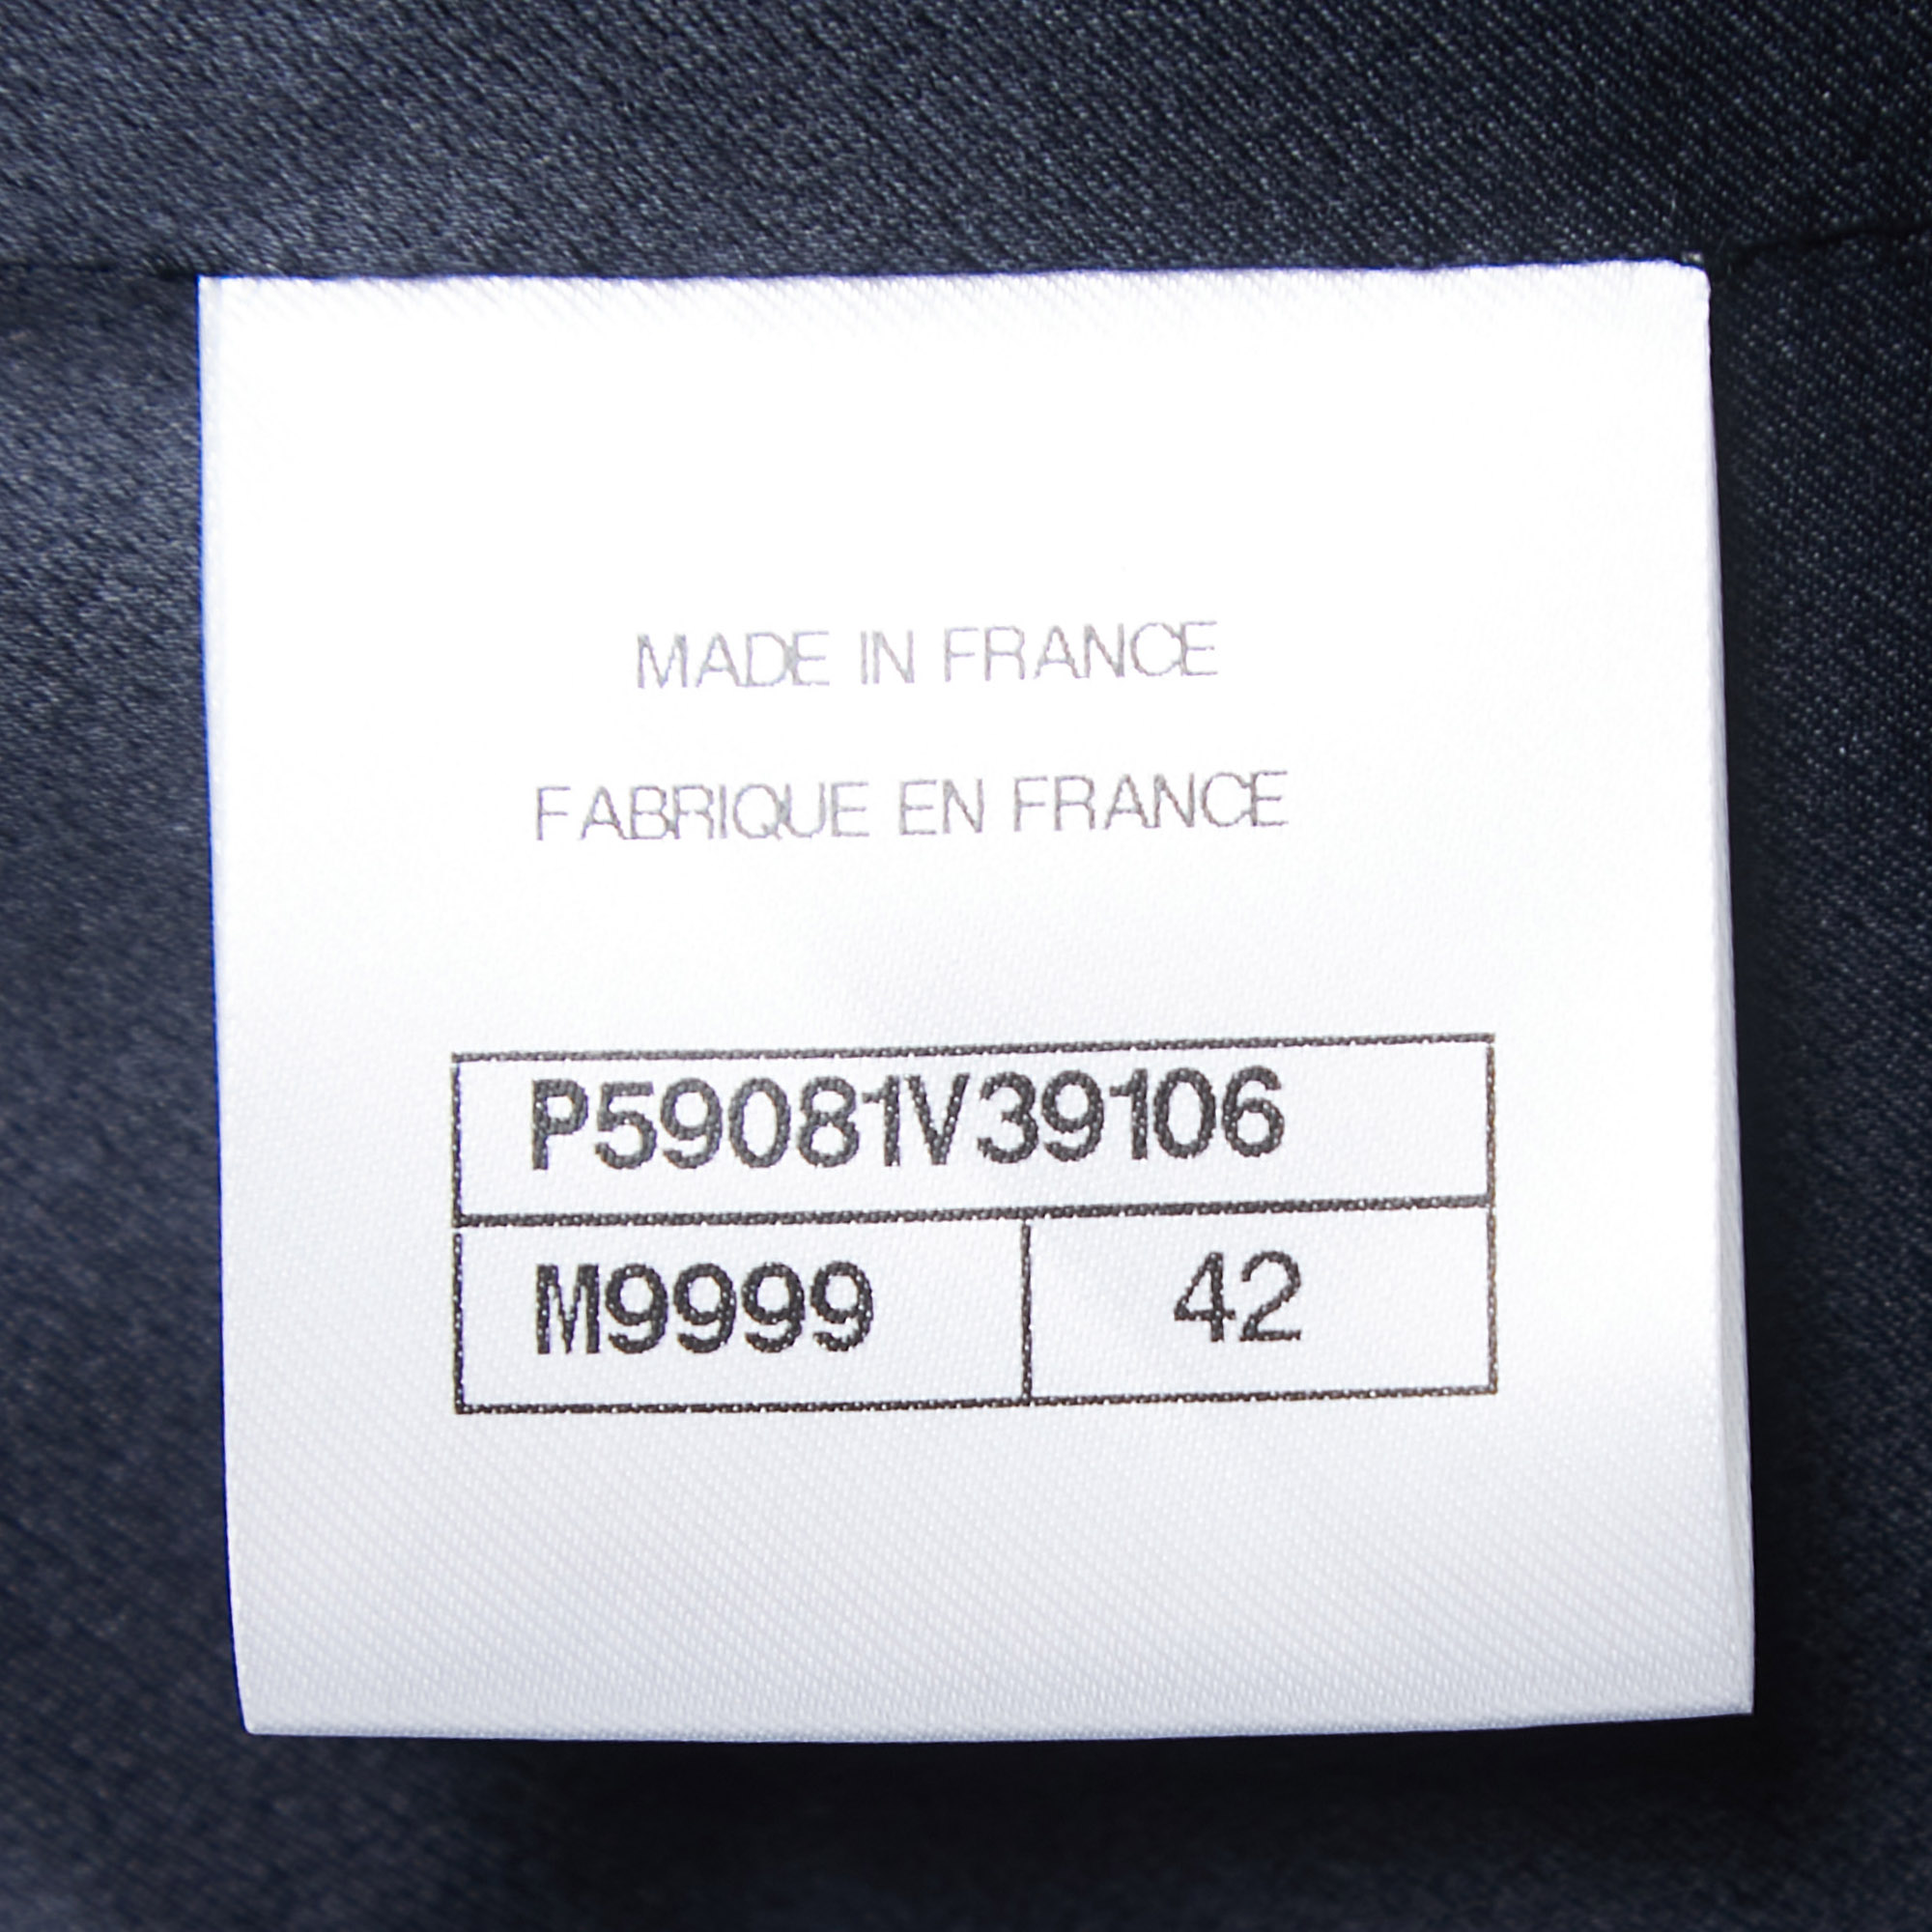 MADE IN FRANCE
FABRIQUE EN FRANCE
P59081V39106
M9999 42